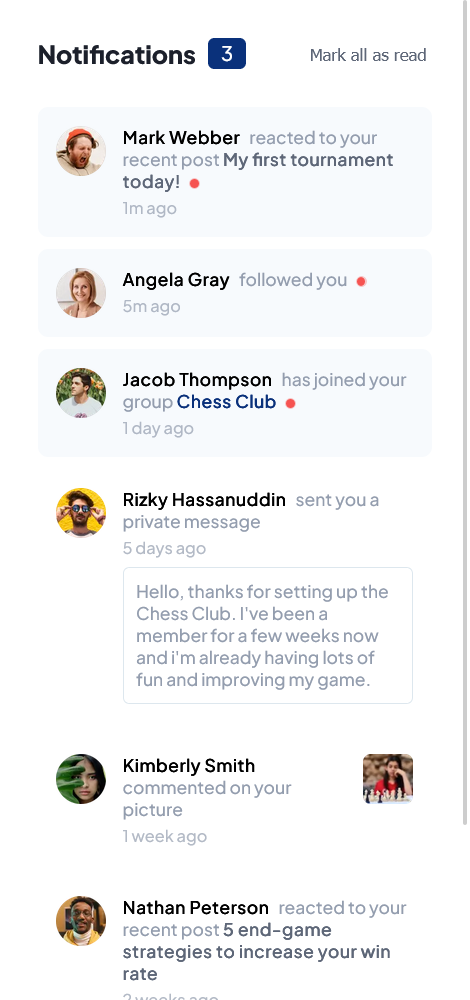 Notifications 3 Mark all as read
Mark Webber reacted to your
recent post My first tournament
today!
1m ago
Angela Gray followed you
5m ago
Jacob Thompson has joined your
group Chess Club
1 day ago
Rizky Hassanuddin sent you a
private message
5 days ago
Hello, thanks for setting up the
Chess Club. I've been a
member for a few weeks now
and i'm already having lots of
fun and improving my game.
Kimberly Smith
commented on your
picture
1 week ago
Nathan Peterson reacted to your
recent post 5 end-game
strategies to increase your win
rate
2 weeks ago